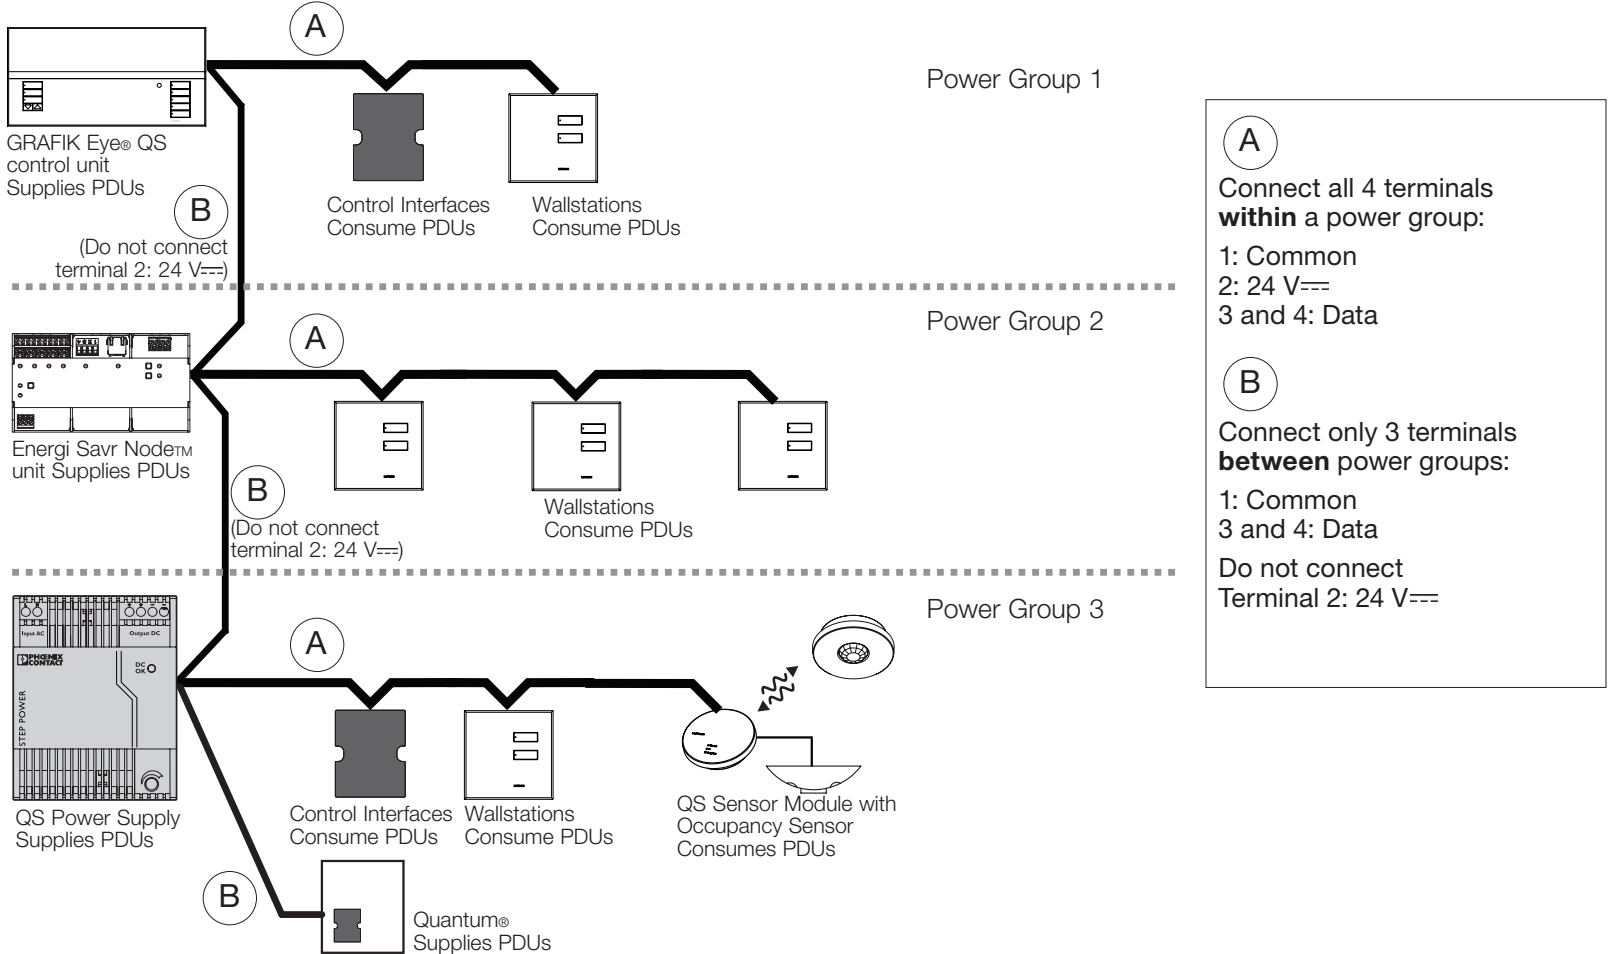 A
Power Group 1
GRAFIK Eye® QS
control unit
Supplies PDUs
B
(Do not connect
terminal 2: 24 V⎓)
Control Interfaces
Consume PDUs
Wallstations
Consume PDUs
Power Group 2
A
Energi Savr Node™
unit Supplies PDUs
B
(Do not connect
terminal 2: 24 V⎓)
Wallstations
Consume PDUs
Power Group 3
A
Input AC
Output DC
PHŒNIX
CONTACT
DC
OK
STEP POWER
QS Power Supply
Supplies PDUs
Control Interfaces
Consume PDUs
Wallstations
Consume PDUs
QS Sensor Module with
Occupancy Sensor
Consumes PDUs
B
Quantum®
Supplies PDUs
A
Connect all 4 terminals
within a power group:
1: Common
2: 24 V⎓
3 and 4: Data
B
Connect only 3 terminals
between power groups:
1: Common
3 and 4: Data
Do not connect
Terminal 2: 24 V⎓